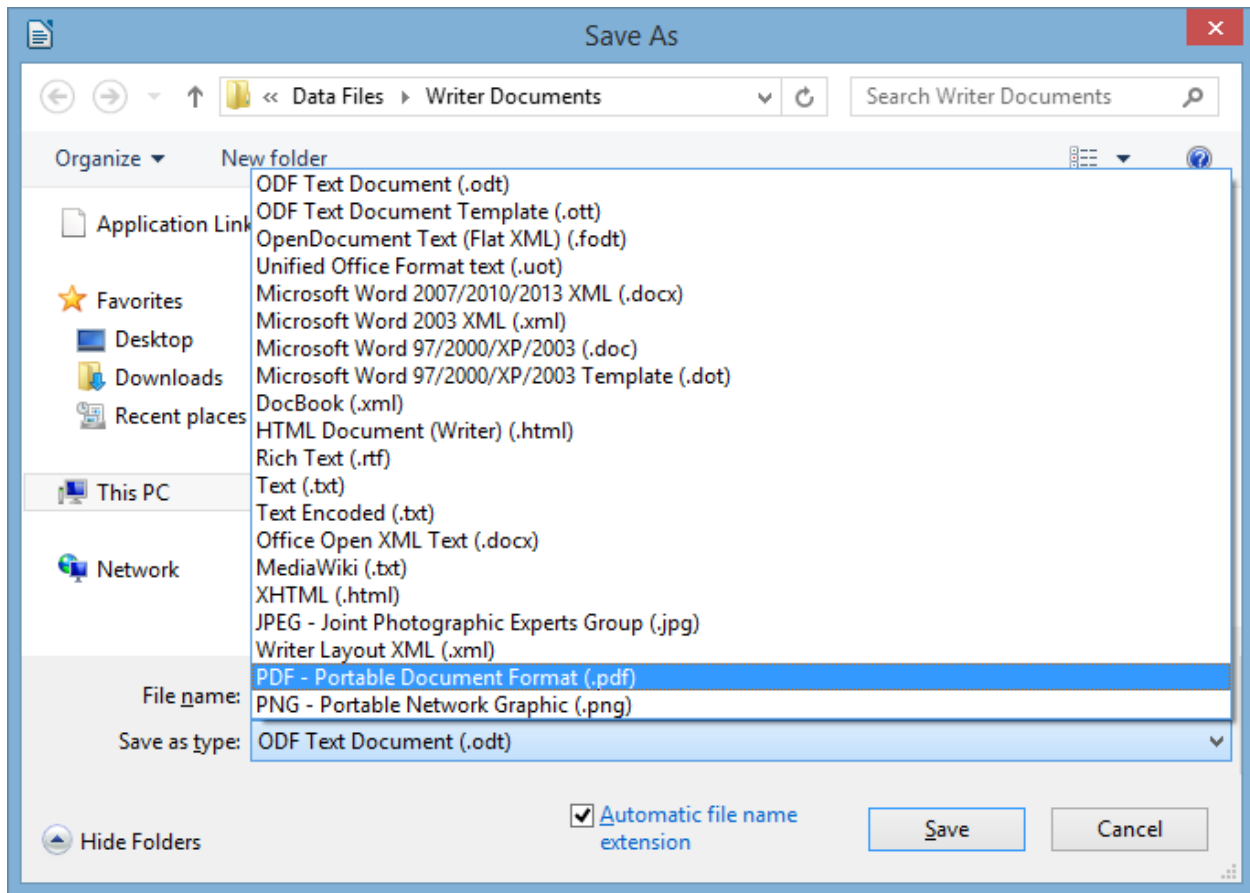 Save As
« Data Files Writer Documents
Search Writer Documents
Organize
New folder
Application Link
Favorites
Desktop
Downloads
Recent places
This PC
Network
ODF Text Document (.odt)
ODF Text Document Template (.ott)
OpenDocument Text (Flat XML) (.fodt)
Unified Office Format text (.uot)
Microsoft Word 2007/2010/2013 XML (.docx)
Microsoft Word 2003 XML (.xml)
Microsoft Word 97/2000/XP/2003 (.doc)
Microsoft Word 97/2000/XP/2003 Template (.dot)
DocBook (.xml)
HTML Document (Writer) (.html)
Rich Text (.rtf)
Text (.txt)
Text Encoded (.txt)
Office Open XML Text (.docx)
MediaWiki (.txt)
XHTML (.html)
JPEG - Joint Photographic Experts Group (.jpg)
Writer Layout XML (.xml)
PDF - Portable Document Format (.pdf)
PNG - Portable Network Graphic (.png)
File name:
Save as type: ODF Text Document (.odt)
Automatic file name
extension
Hide Folders
Save
Cancel